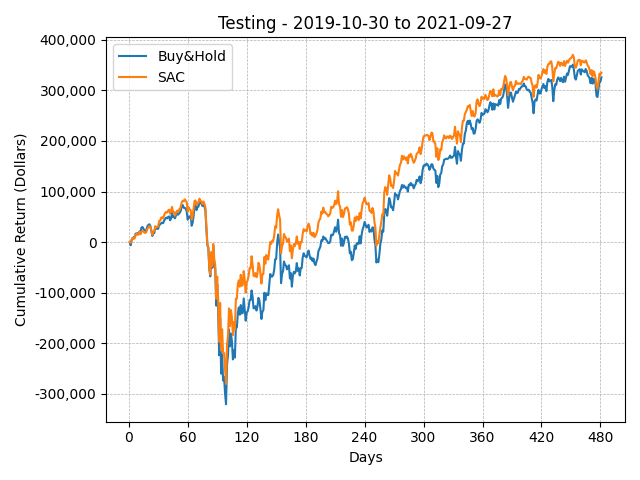 Testing - 2019-10-30 to 2021-09-27
Cumulative Return (Dollars)
400,000
300,000
200,000
100,000
0
-100,000
-200,000
-300,000
Buy&Hold
SAC
0 60 120 180 240 300 360 420 480
Days